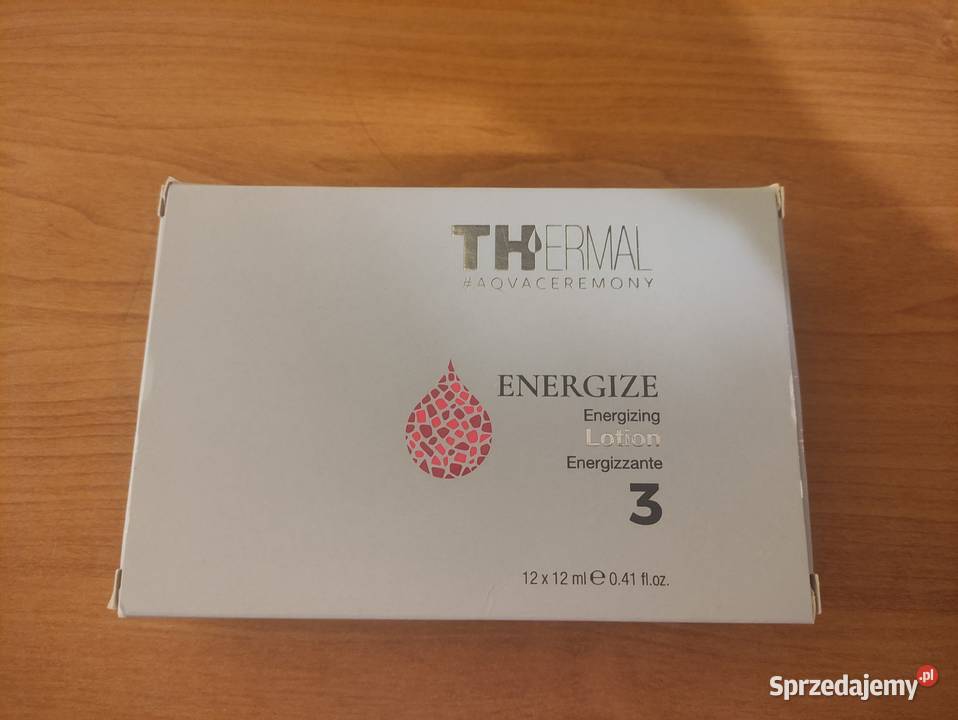 THERMAL
#AQVACEREMONY
ENERGIZE
Energizing
Lotion
Energizzante
3
12 x 12 ml ℮ 0.41 fl.oz.
Sprzedajemy.pl